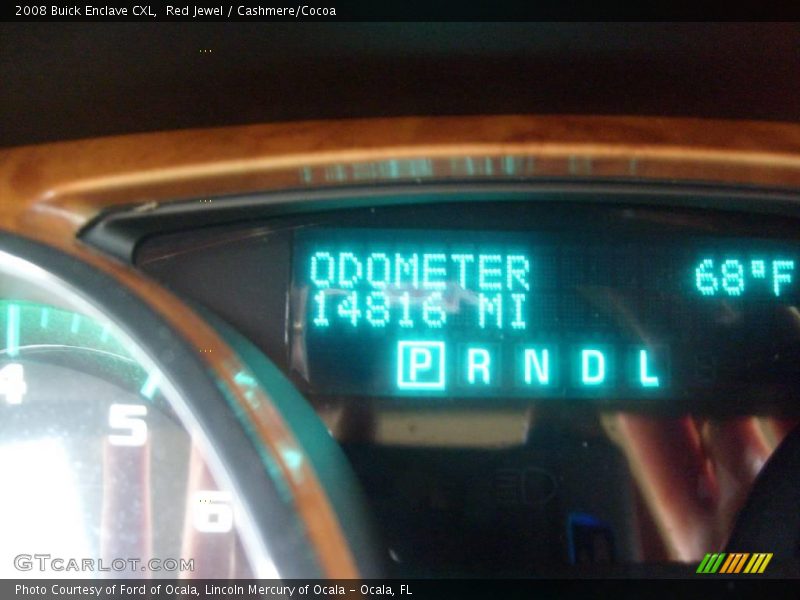 2008 Buick Enclave CXL,  Red Jewel / Cashmere/Cocoa
ODOMETER 68°F
14816 MI
P R N D L
4
5
6
GTCARLOT.COM
Photo Courtesy of Ford of Ocala, Lincoln Mercury of Ocala - Ocala, FL